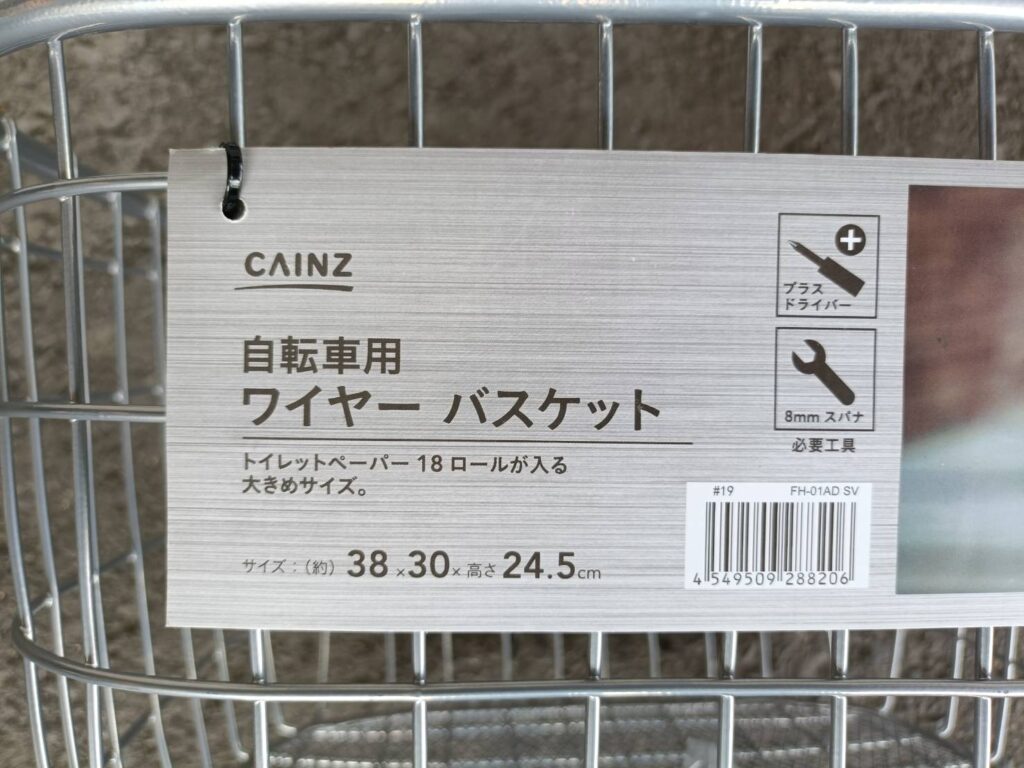 CAINZ
自転車用
ワイヤー バスケット
トイレットペーパー 18 ロールが入る
大きめサイズ。
サイズ：（約）38×30×高さ24.5cm
プラス
ドライバー
8mm スパナ
必要工具
#19 FH-01AD SV
4 549509 288206